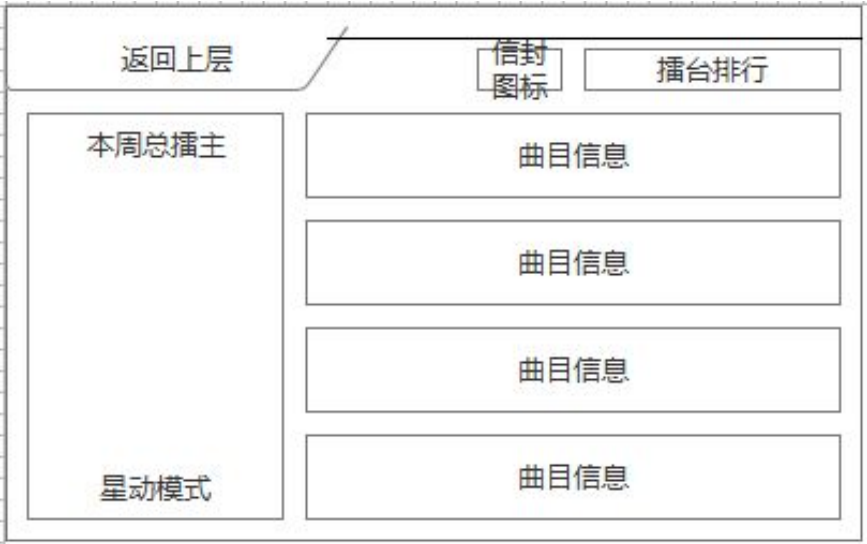 返回上层
信封
图标
擂台排行
本周总擂主
曲目信息
曲目信息
曲目信息
曲目信息
星动模式